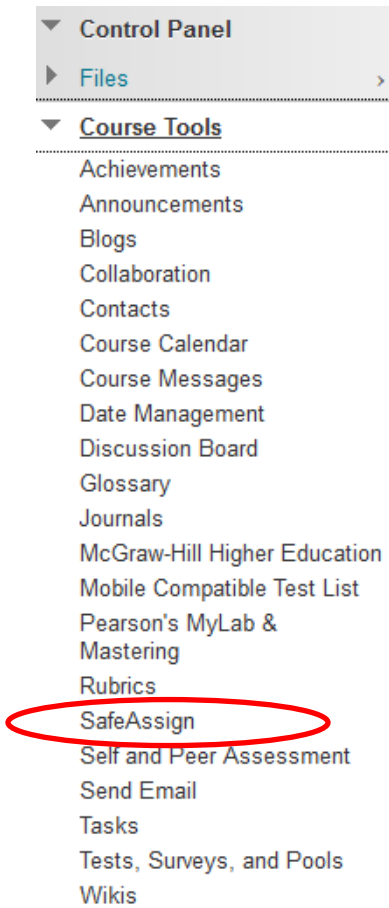 Control Panel
Files
Course Tools
Achievements
Announcements
Blogs
Collaboration
Contacts
Course Calendar
Course Messages
Date Management
Discussion Board
Glossary
Journals
McGraw-Hill Higher Education
Mobile Compatible Test List
Pearson's MyLab &
Mastering
Rubrics
SafeAssign
Self and Peer Assessment
Send Email
Tasks
Tests, Surveys, and Pools
Wikis